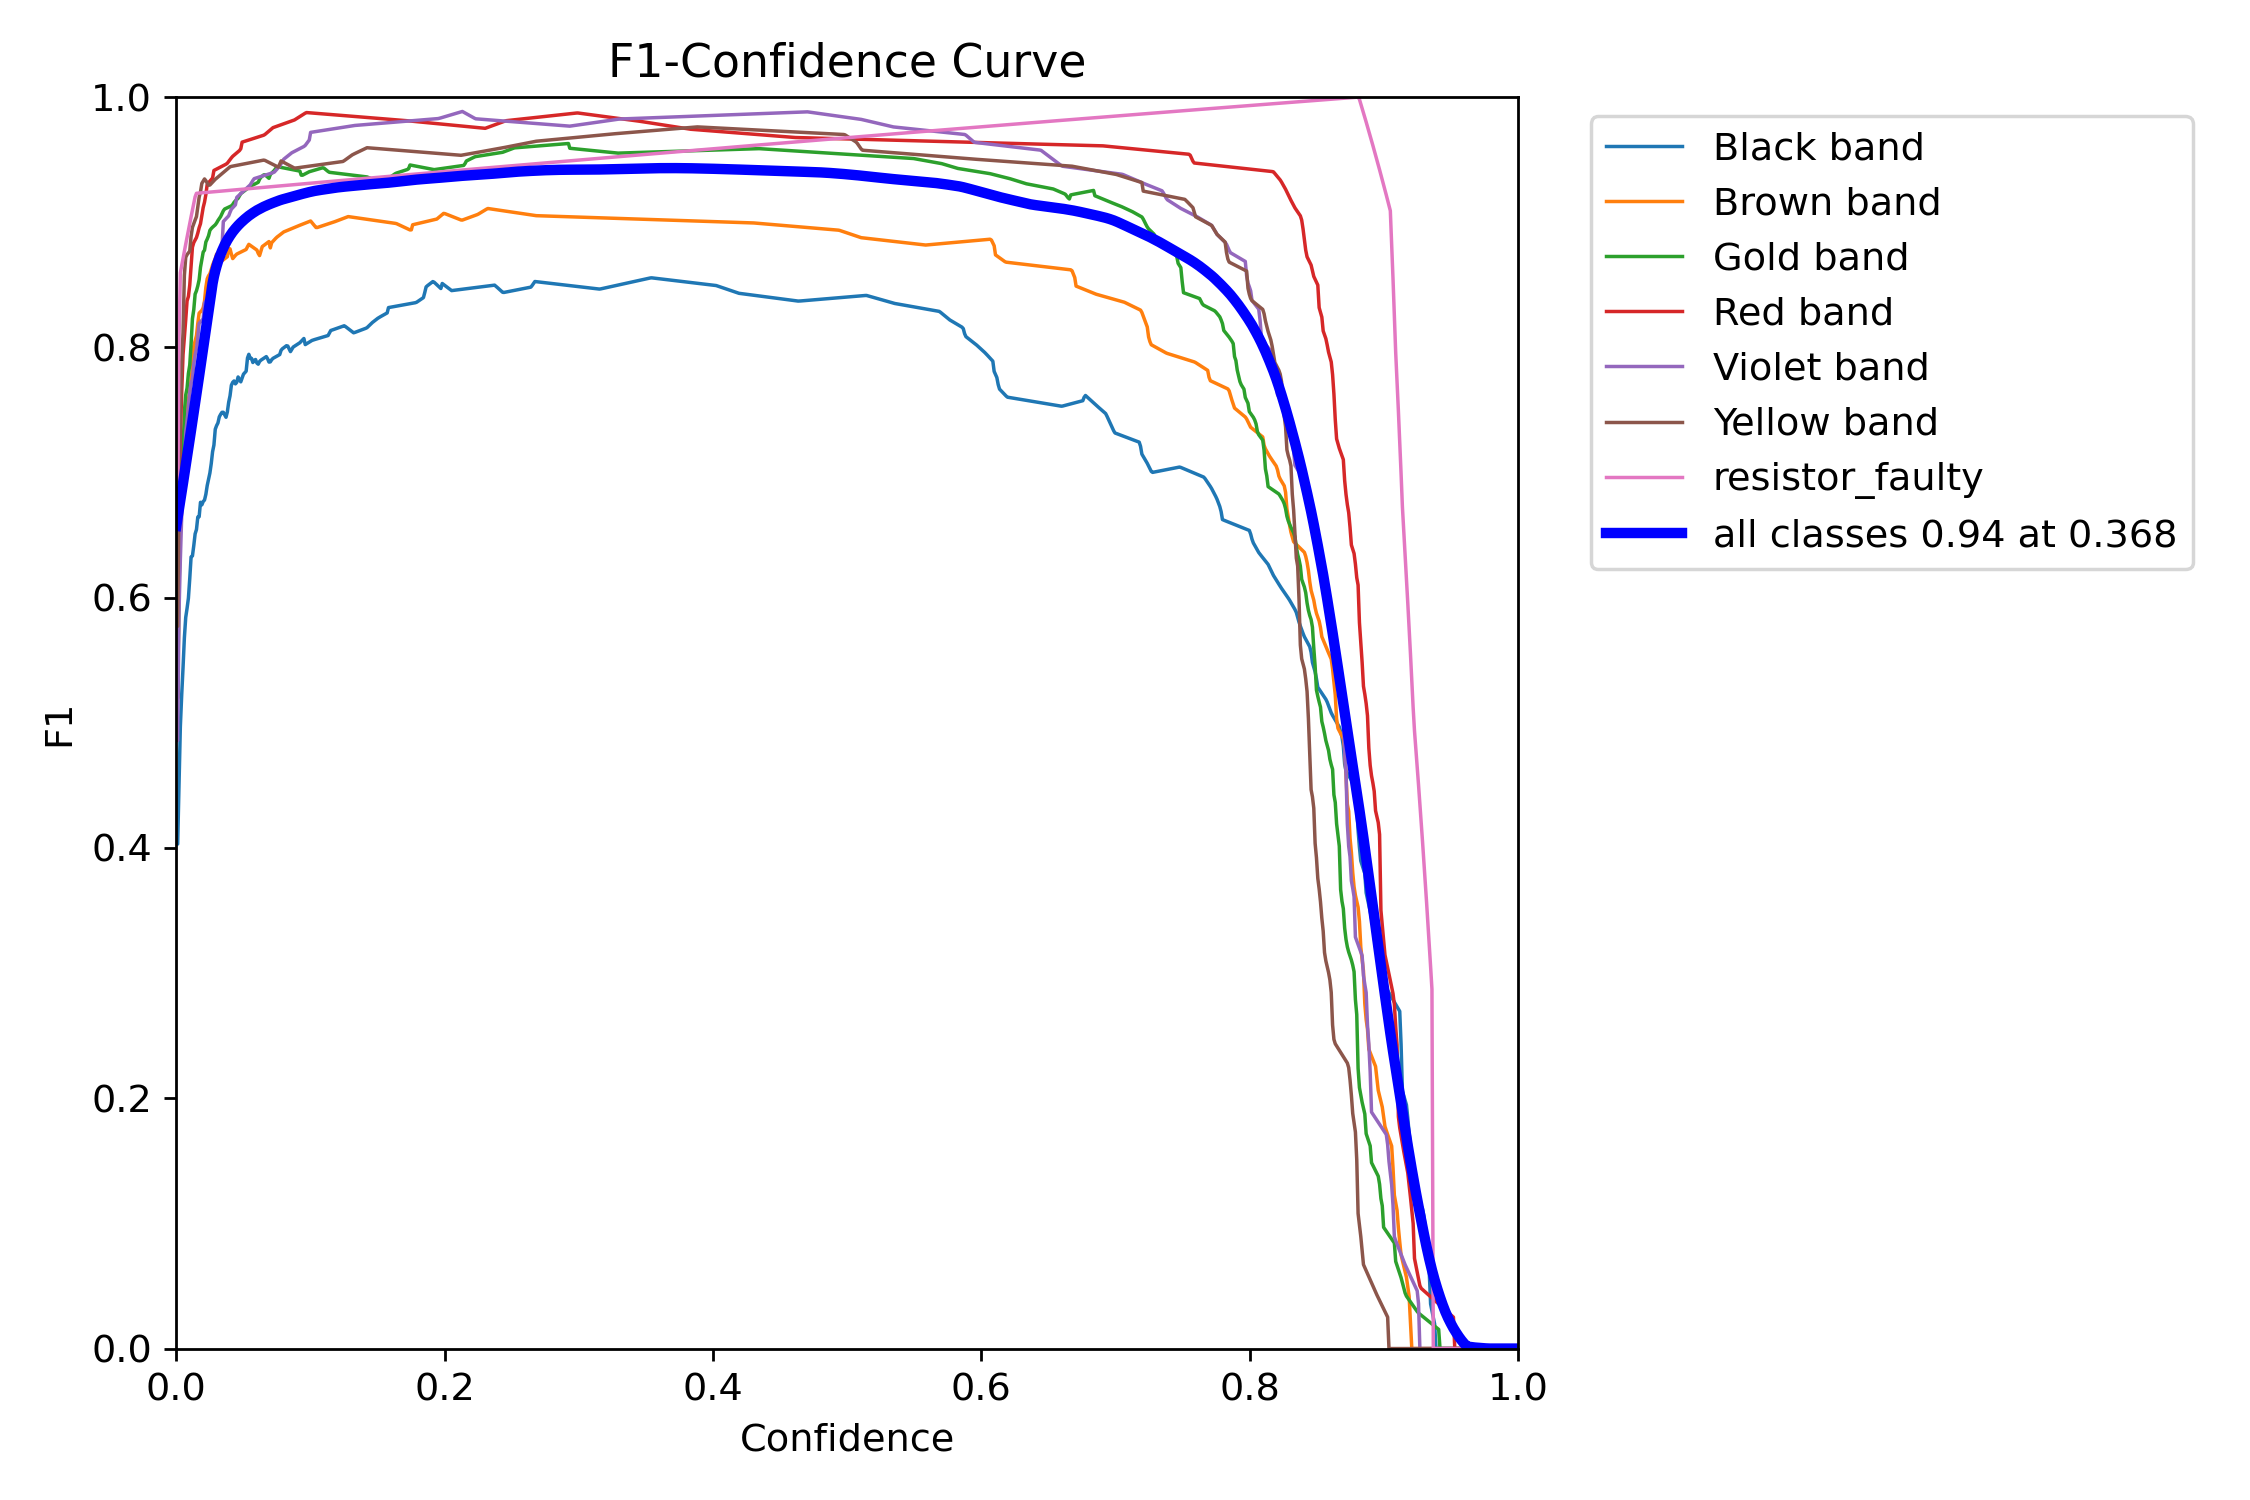 F1-Confidence Curve
1.0
0.8
0.6
0.4
0.2
0.0
F1
0.0 0.2 0.4 0.6 0.8 1.0
Confidence
Black band
Brown band
Gold band
Red band
Violet band
Yellow band
resistor_faulty
all classes 0.94 at 0.368